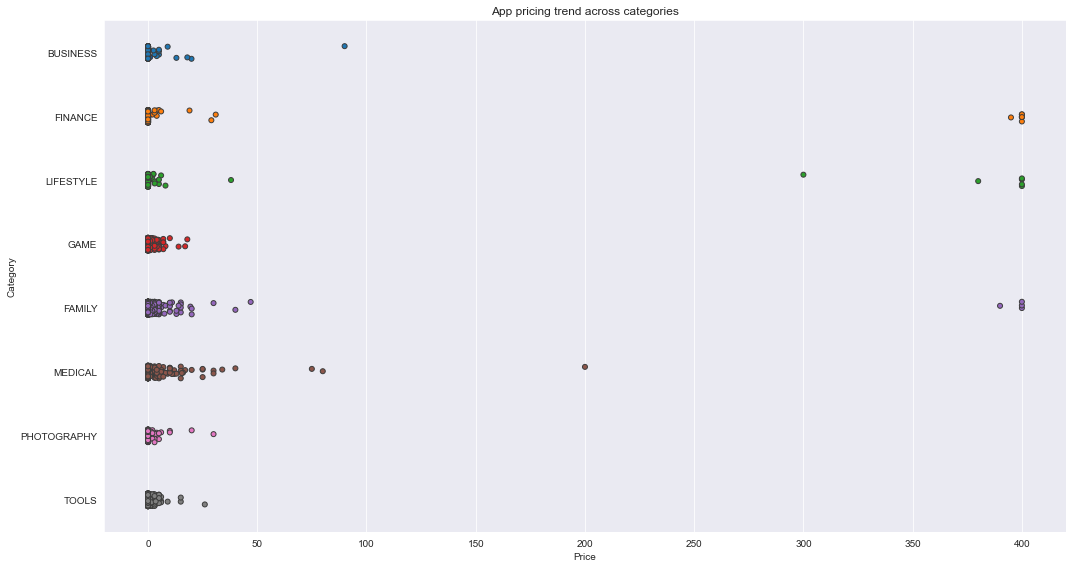 App pricing trend across categories
Category
BUSINESS
FINANCE
LIFESTYLE
GAME
FAMILY
MEDICAL
PHOTOGRAPHY
TOOLS
0 50 100 150 200 250 300 350 400
Price